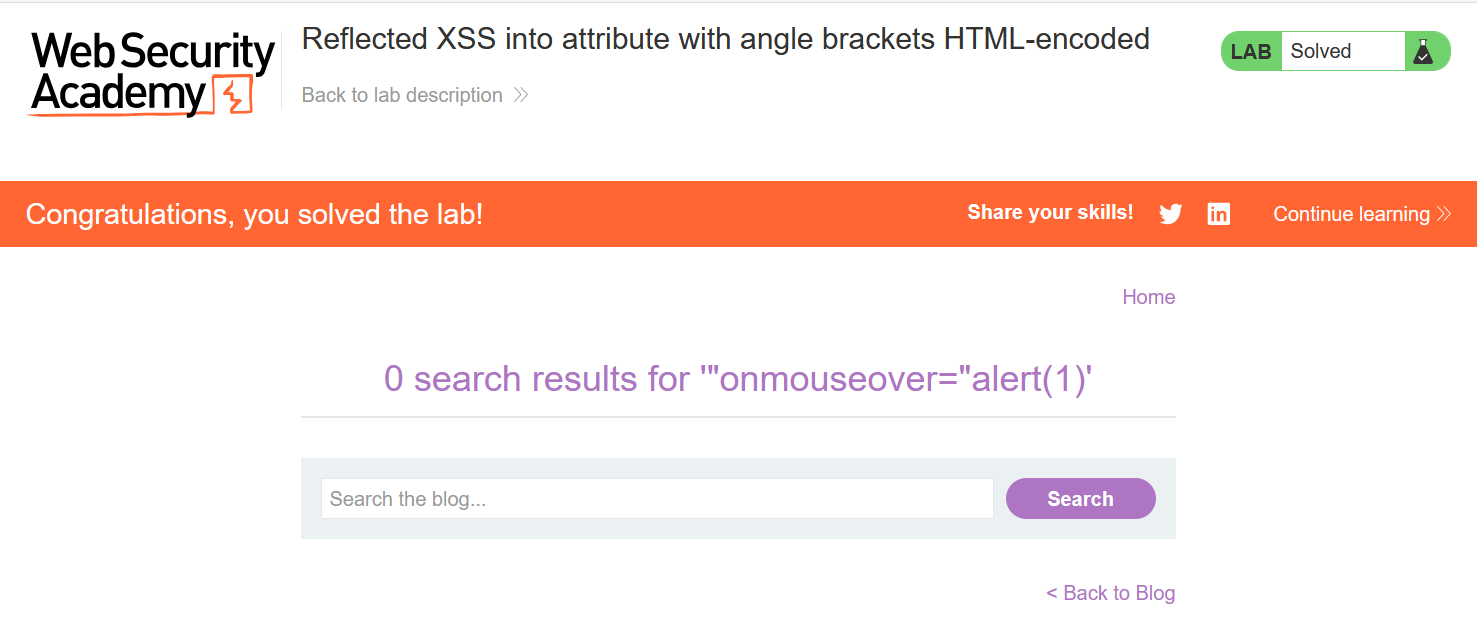 Web Security
Academy
Reflected XSS into attribute with angle brackets HTML-encoded
Back to lab description
LAB Solved
Congratulations, you solved the lab!
Share your skills!
Continue learning
Home
0 search results for '"onmouseover="alert(1)'
Search the blog...
Search
< Back to Blog